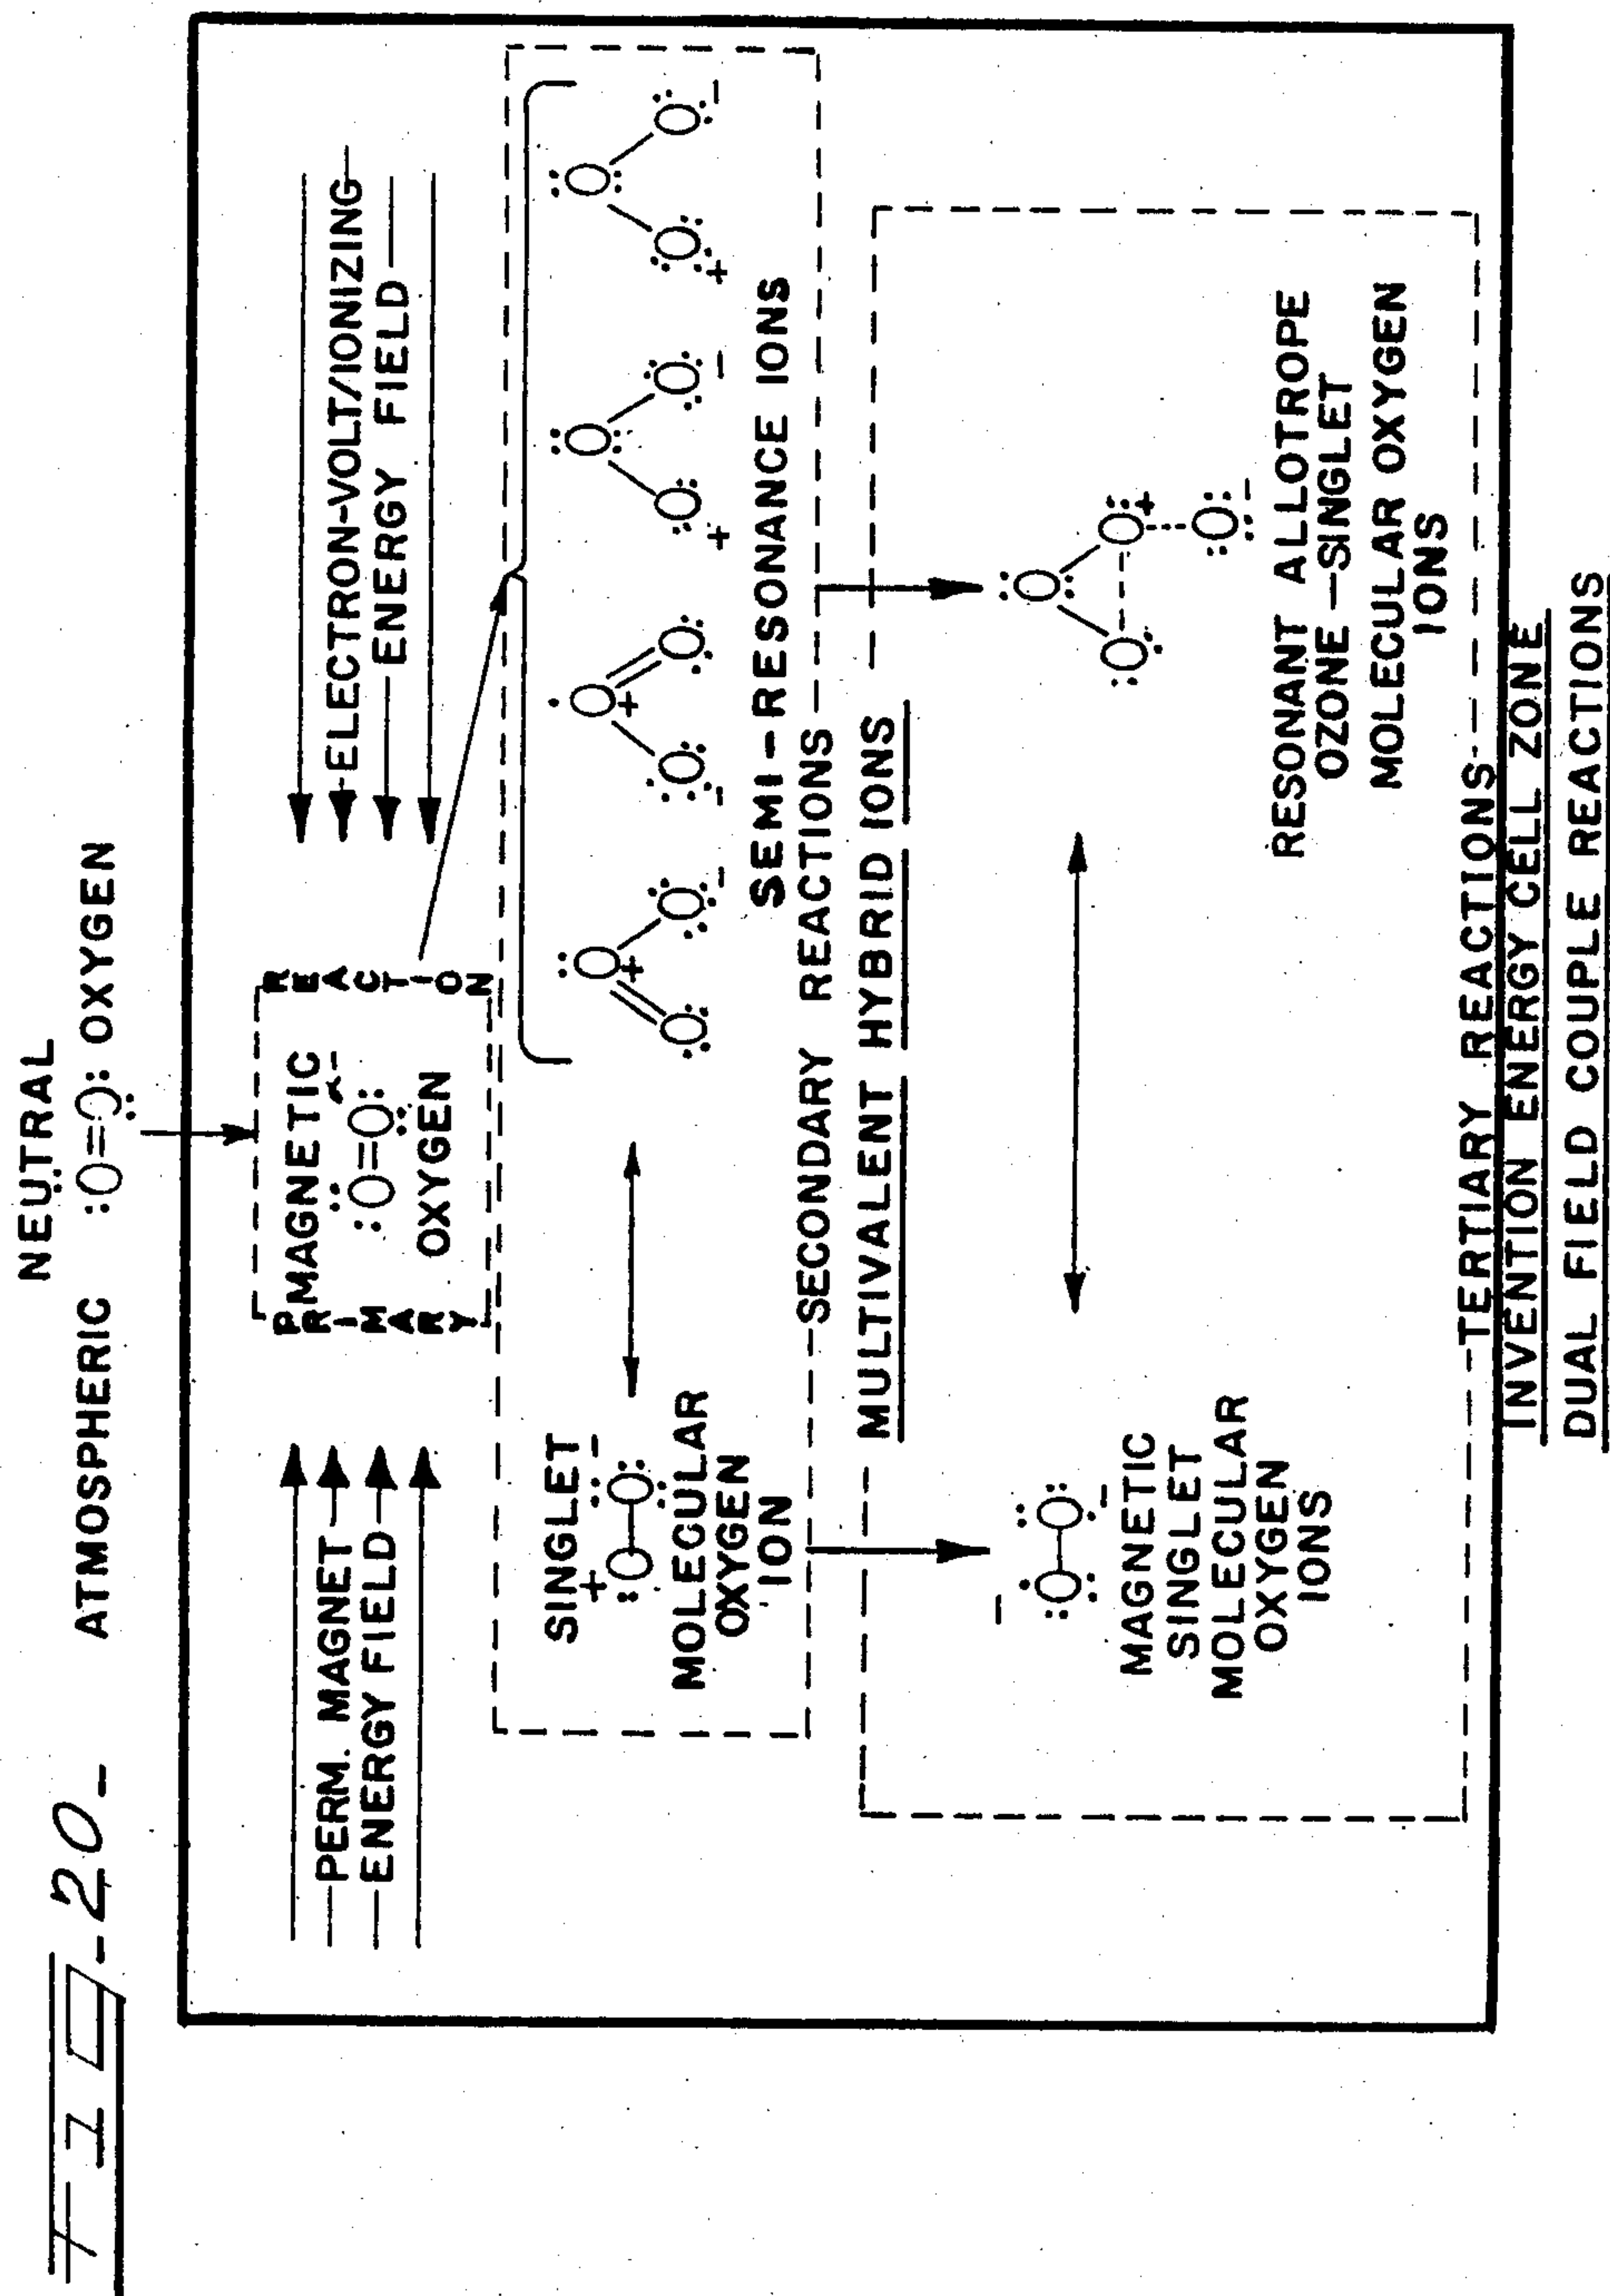 FIG-20-
NEUTRAL
ATMOSPHERIC :O=O: OXYGEN
PERM. MAGNET
ENERGY FIELD
PRIMARY
MAGNETIC
:O=O:
OXYGEN
REACTION
ELECTRON-VOLT/IONIZING
ENERGY FIELD
SINGLET
+ -
O-O
MOLECULAR
OXYGEN
ION
SEMI-RESONANCE IONS
SECONDARY REACTIONS
MULTIVALENT HYBRID IONS
MAGNETIC
SINGLET
MOLECULAR
OXYGEN
IONS
RESONANT ALLOTROPE
OZONE-SINGLET
MOLECULAR OXYGEN
IONS
TERTIARY REACTIONS
INVENTION ENERGY CELL ZONE
DUAL FIELD COUPLE REACTIONS